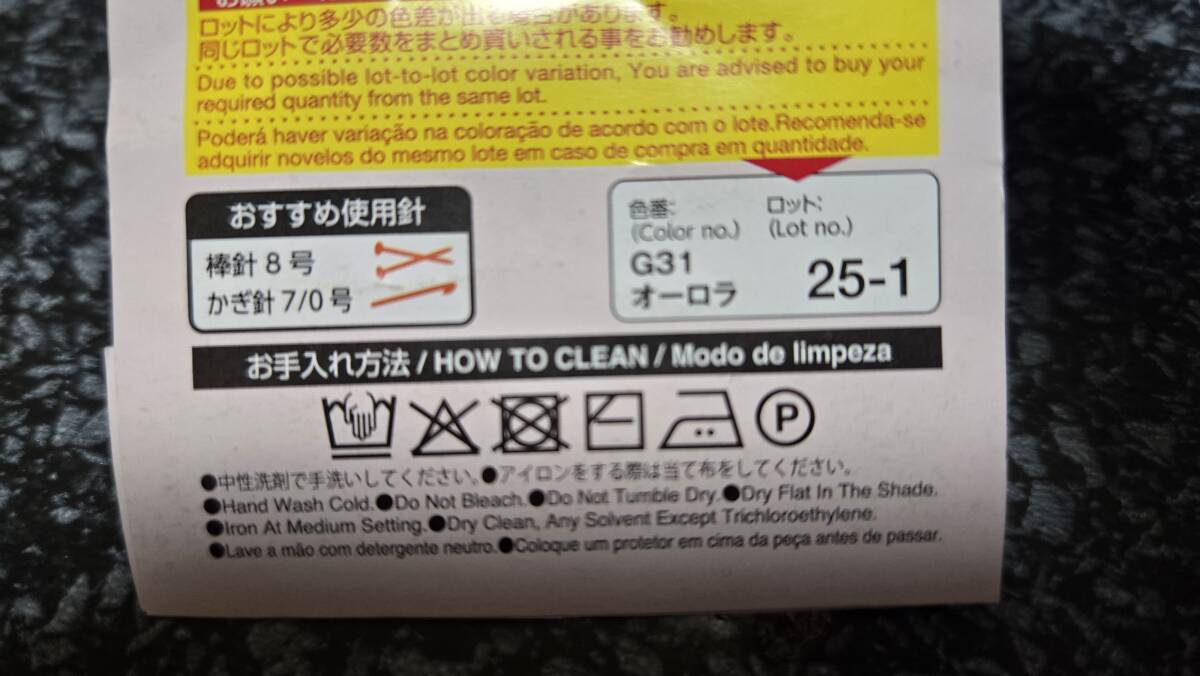 ロットにより多少の色差が出る場合があります。
同じロットで必要数をまとめ買いされる事をお勧めします。
Due to possible lot-to-lot color variation, You are advised to buy your
required quantity from the same lot.
Poderá haver variação na coloração de acordo com o lote.Recomenda-se
adquirir novelos do mesmo lote em caso de compra em quantidade.
おすすめ使用針
棒針8号
かぎ針7/0号
色番:
(Color no.)
G31
オーロラ
ロット:
(Lot no.)
25-1
お手入れ方法/HOW TO CLEAN/Modo de limpeza
P
●中性洗剤で手洗いしてください。●アイロンをする際は当て布をしてください。
●Hand Wash Cold.●Do Not Bleach.●Do Not Tumble Dry.●Dry Flat In The Shade.
●Iron At Medium Setting.●Dry Clean, Any Solvent Except Trichloroethylene.
●Lave a mão com detergente neutro.●Coloque um protetor em cima da peça antes de passar.